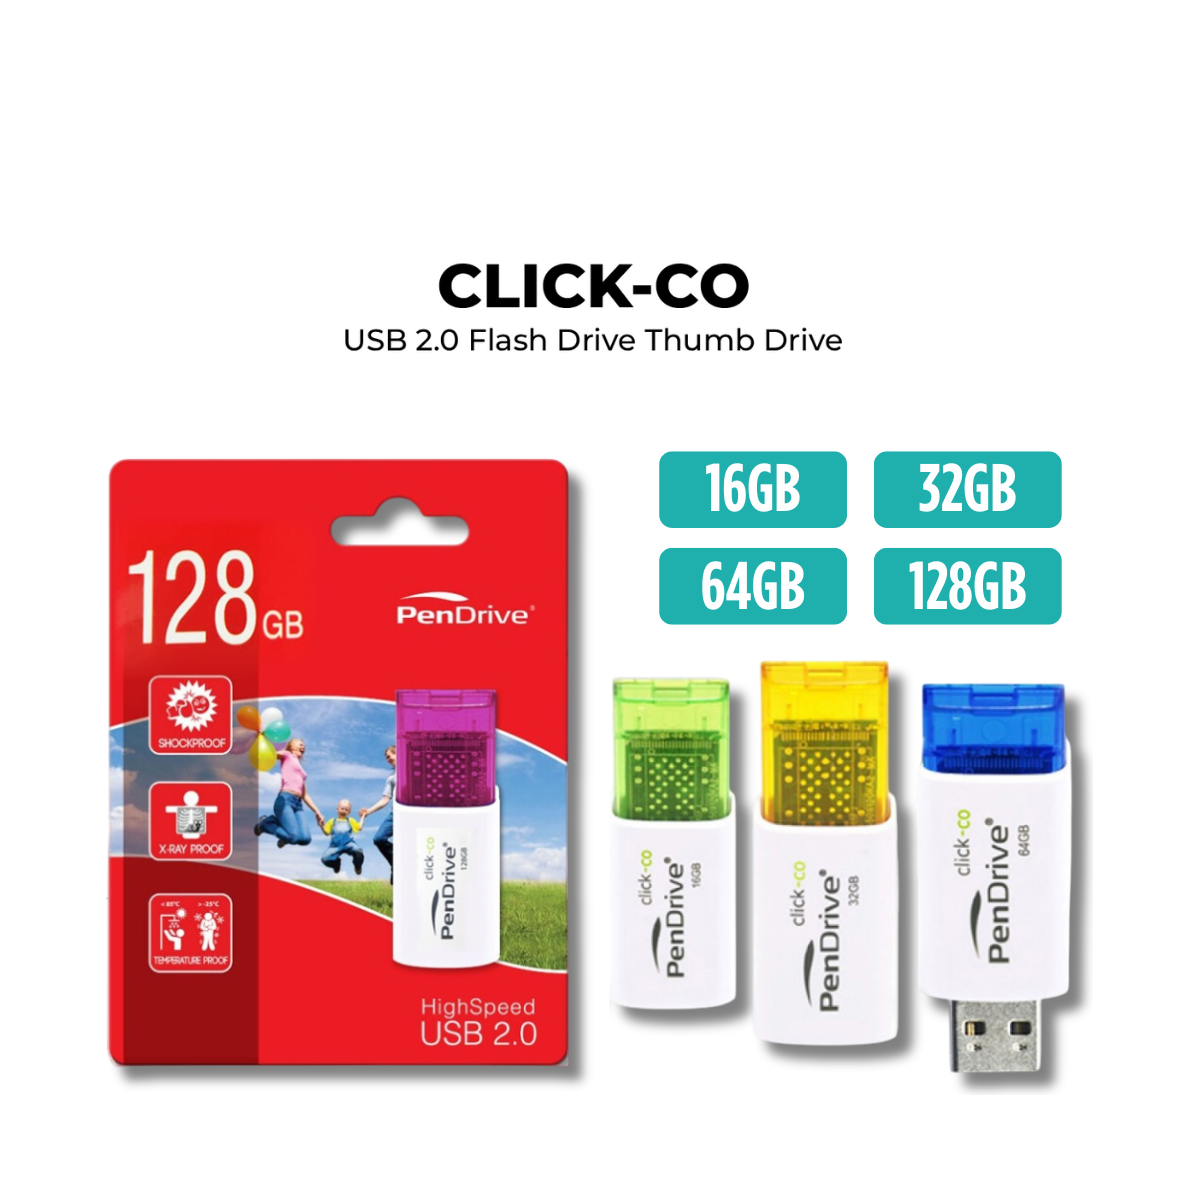 CLICK-CO
USB 2.0 Flash Drive Thumb Drive
16GB
32GB
64GB
128GB
128GB
PenDrive®
SHOCKPROOF
X-RAY PROOF
<85°C >-25°C
TEMPERATURE PROOF
click-co
PenDrive®
128GB
HighSpeed
USB 2.0
click-co
PenDrive®
16GB
click-co
PenDrive®
32GB
click-co
PenDrive®
64GB